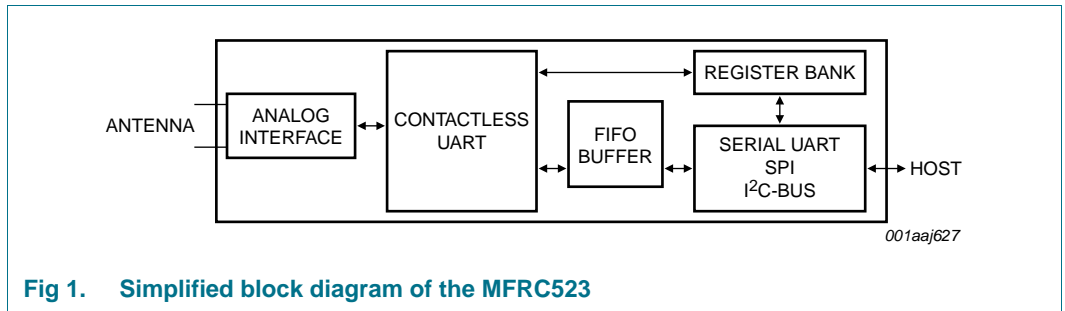 ANTENNA
ANALOG
INTERFACE
CONTACTLESS
UART
FIFO
BUFFER
REGISTER BANK
SERIAL UART
SPI
I²C-BUS
HOST
001aaj627
Fig 1. Simplified block diagram of the MFRC523